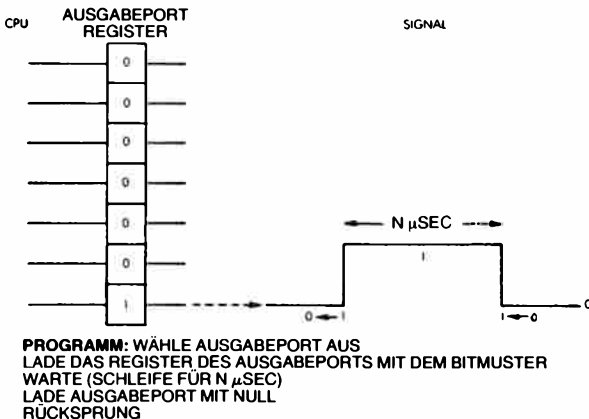 CPU
AUSGABEPORT
REGISTER
SIGNAL
0
0
0
0
0
0
1
N µSEC
1
0
0 1
1 0
PROGRAMM: WÄHLE AUSGABEPORT AUS
LADE DAS REGISTER DES AUSGABEPORTS MIT DEM BITMUSTER
WARTE (SCHLEIFE FÜR N µSEC)
LADE AUSGABEPORT MIT NULL
RÜCKSPRUNG